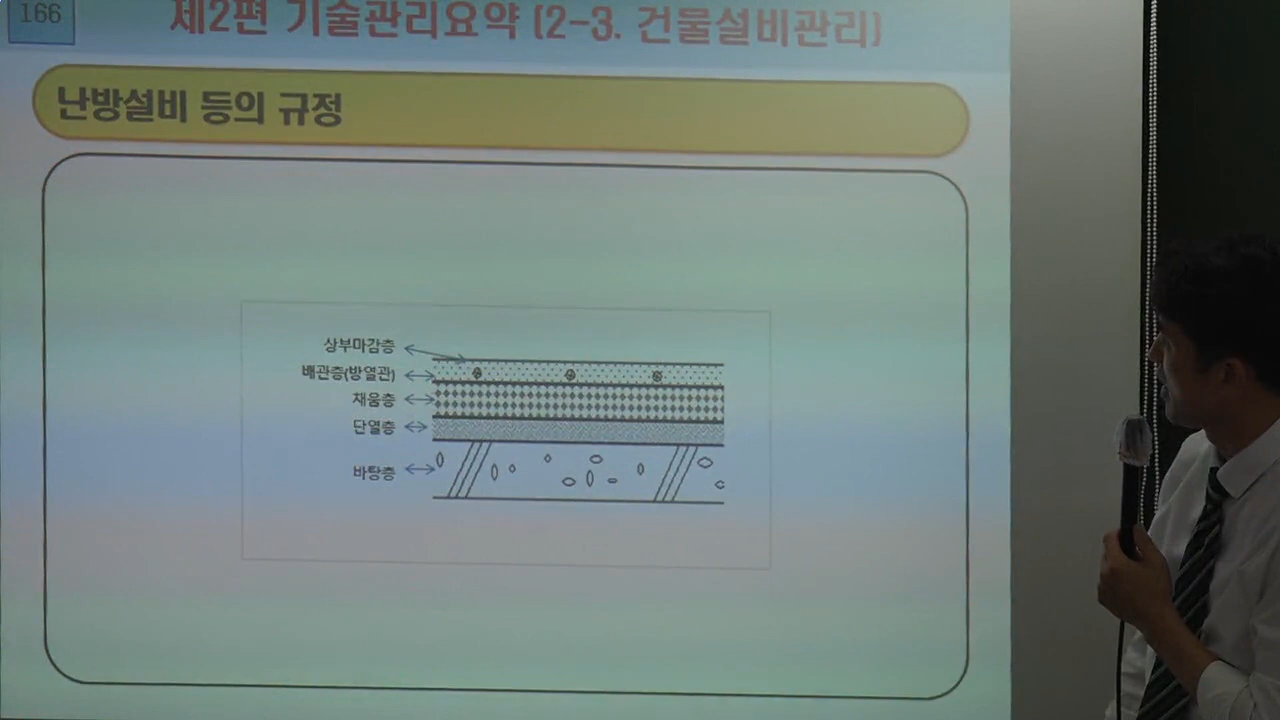 166
제2편 기술관리요약 (2-3. 건물설비관리)
난방설비 등의 규정
상부마감층
배관층(방열관)
채움층
단열층
바탕층